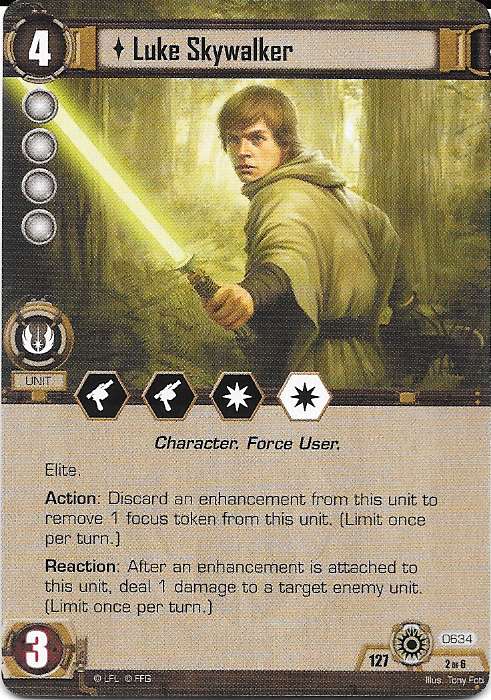 4
Luke Skywalker
UNIT
Character. Force User.
Elite.
Action: Discard an enhancement from this unit to
remove 1 focus token from this unit. (Limit once
per turn.)
Reaction: After an enhancement is attached to
this unit, deal 1 damage to a target enemy unit.
(Limit once per turn.)
3
127
0634
2 OF 6
© LFL © FFG
Illus. Tony Foti